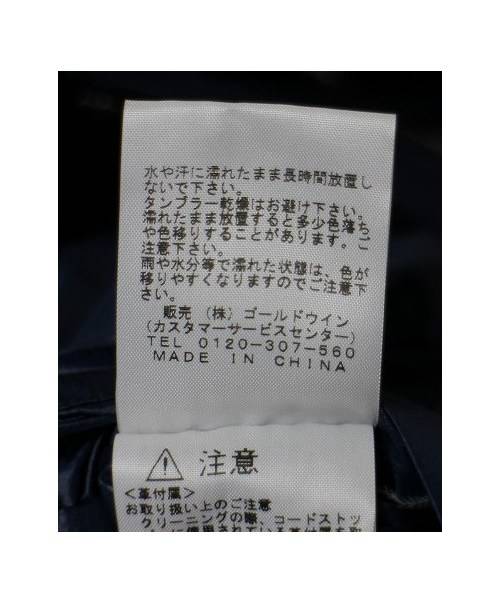 水や汗に濡れたまま長時間放置し
ないで下さい。
タンブラー乾燥はお避け下さい。
濡れたまま放置すると多少色落ち
や色移りすることがあります。ご
注意下さい。
雨や水分等で濡れた状態は、色が
移りやすくなりますのでご注意下
さい。
販売 (株) ゴールドウイン
(カスタマーサービスセンター)
TEL 0120-307-560
MADE IN CHINA
注意
<革付属>
お取り扱い上のご注意
クリーニングの際、コードストッ